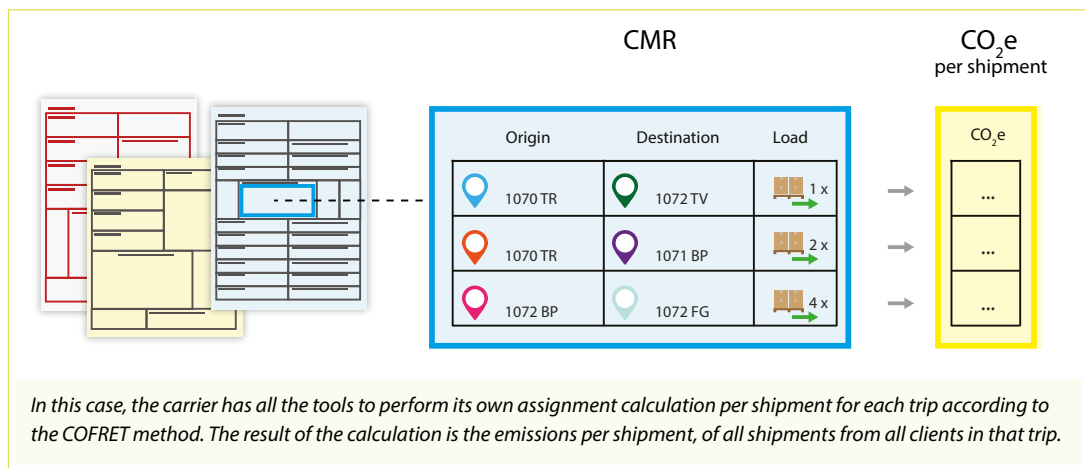 CMR
CO₂e
per shipment
Origin Destination Load
CO₂e
1070 TR 1072 TV 1 x ...
1070 TR 1071 BP 2 x ...
1072 BP 1072 FG 4 x ...
In this case, the carrier has all the tools to perform its own assignment calculation per shipment for each trip according to
the COFRET method. The result of the calculation is the emissions per shipment, of all shipments from all clients in that trip.